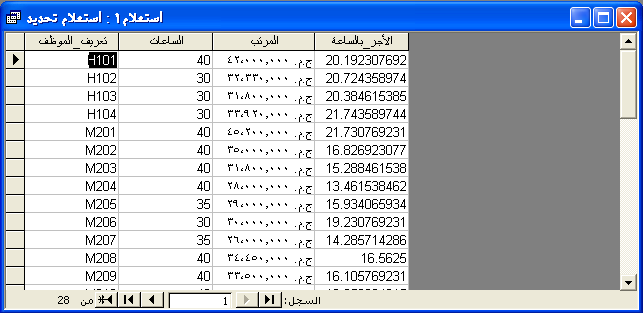 استعلام١ : استعلام تحديد
تعريف_الموظف الساعات المرتب الأجر_بالساعة
H101 40 ج.م. ٤٢,٠٠٠,٠٠٠ 20.192307692
H102 30 ج.م. ٣٢,٣٣٠,٠٠٠ 20.724358974
H103 30 ج.م. ٣١,٨٠٠,٠٠٠ 20.384615385
H104 30 ج.م. ٣٣,٩٢٠,٠٠٠ 21.743589744
M201 40 ج.م. ٤٥,٢٠٠,٠٠٠ 21.730769231
M202 40 ج.م. ٣٥,٠٠٠,٠٠٠ 16.826923077
M203 40 ج.م. ٣١,٨٠٠,٠٠٠ 15.288461538
M204 40 ج.م. ٢٨,٠٠٠,٠٠٠ 13.461538462
M205 35 ج.م. ٢٩,٠٠٠,٠٠٠ 15.934065934
M206 30 ج.م. ٣٠,٠٠٠,٠٠٠ 19.230769231
M207 35 ج.م. ٢٦,٠٠٠,٠٠٠ 14.285714286
M208 40 ج.م. ٣٤,٤٥٠,٠٠٠ 16.5625
M209 40 ج.م. ٣٣,٥٠٠,٠٠٠ 16.105769231
السجل: 1 من 28